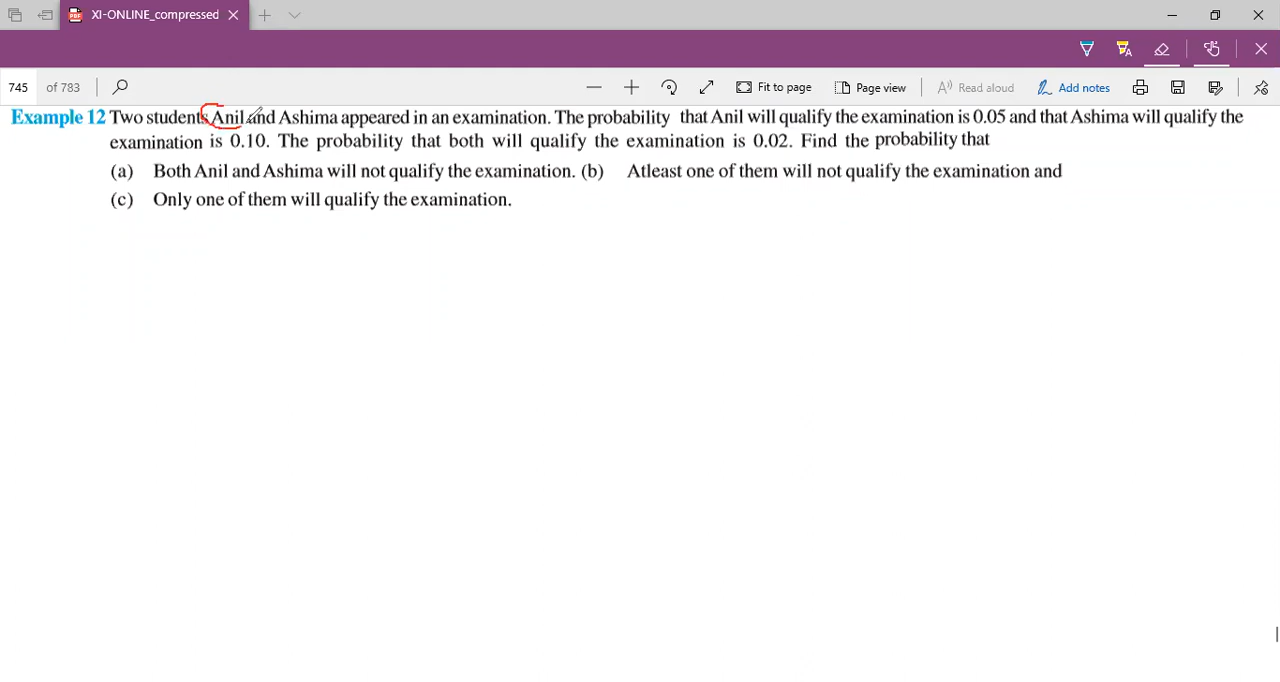 XI-ONLINE_compressed
745 of 783
Fit to page
Page view
Read aloud
Add notes
Example 12 Two students Anil and Ashima appeared in an examination. The probability that Anil will qualify the examination is 0.05 and that Ashima will qualify the
examination is 0.10. The probability that both will qualify the examination is 0.02. Find the probability that
(a) Both Anil and Ashima will not qualify the examination. (b) Atleast one of them will not qualify the examination and
(c) Only one of them will qualify the examination.